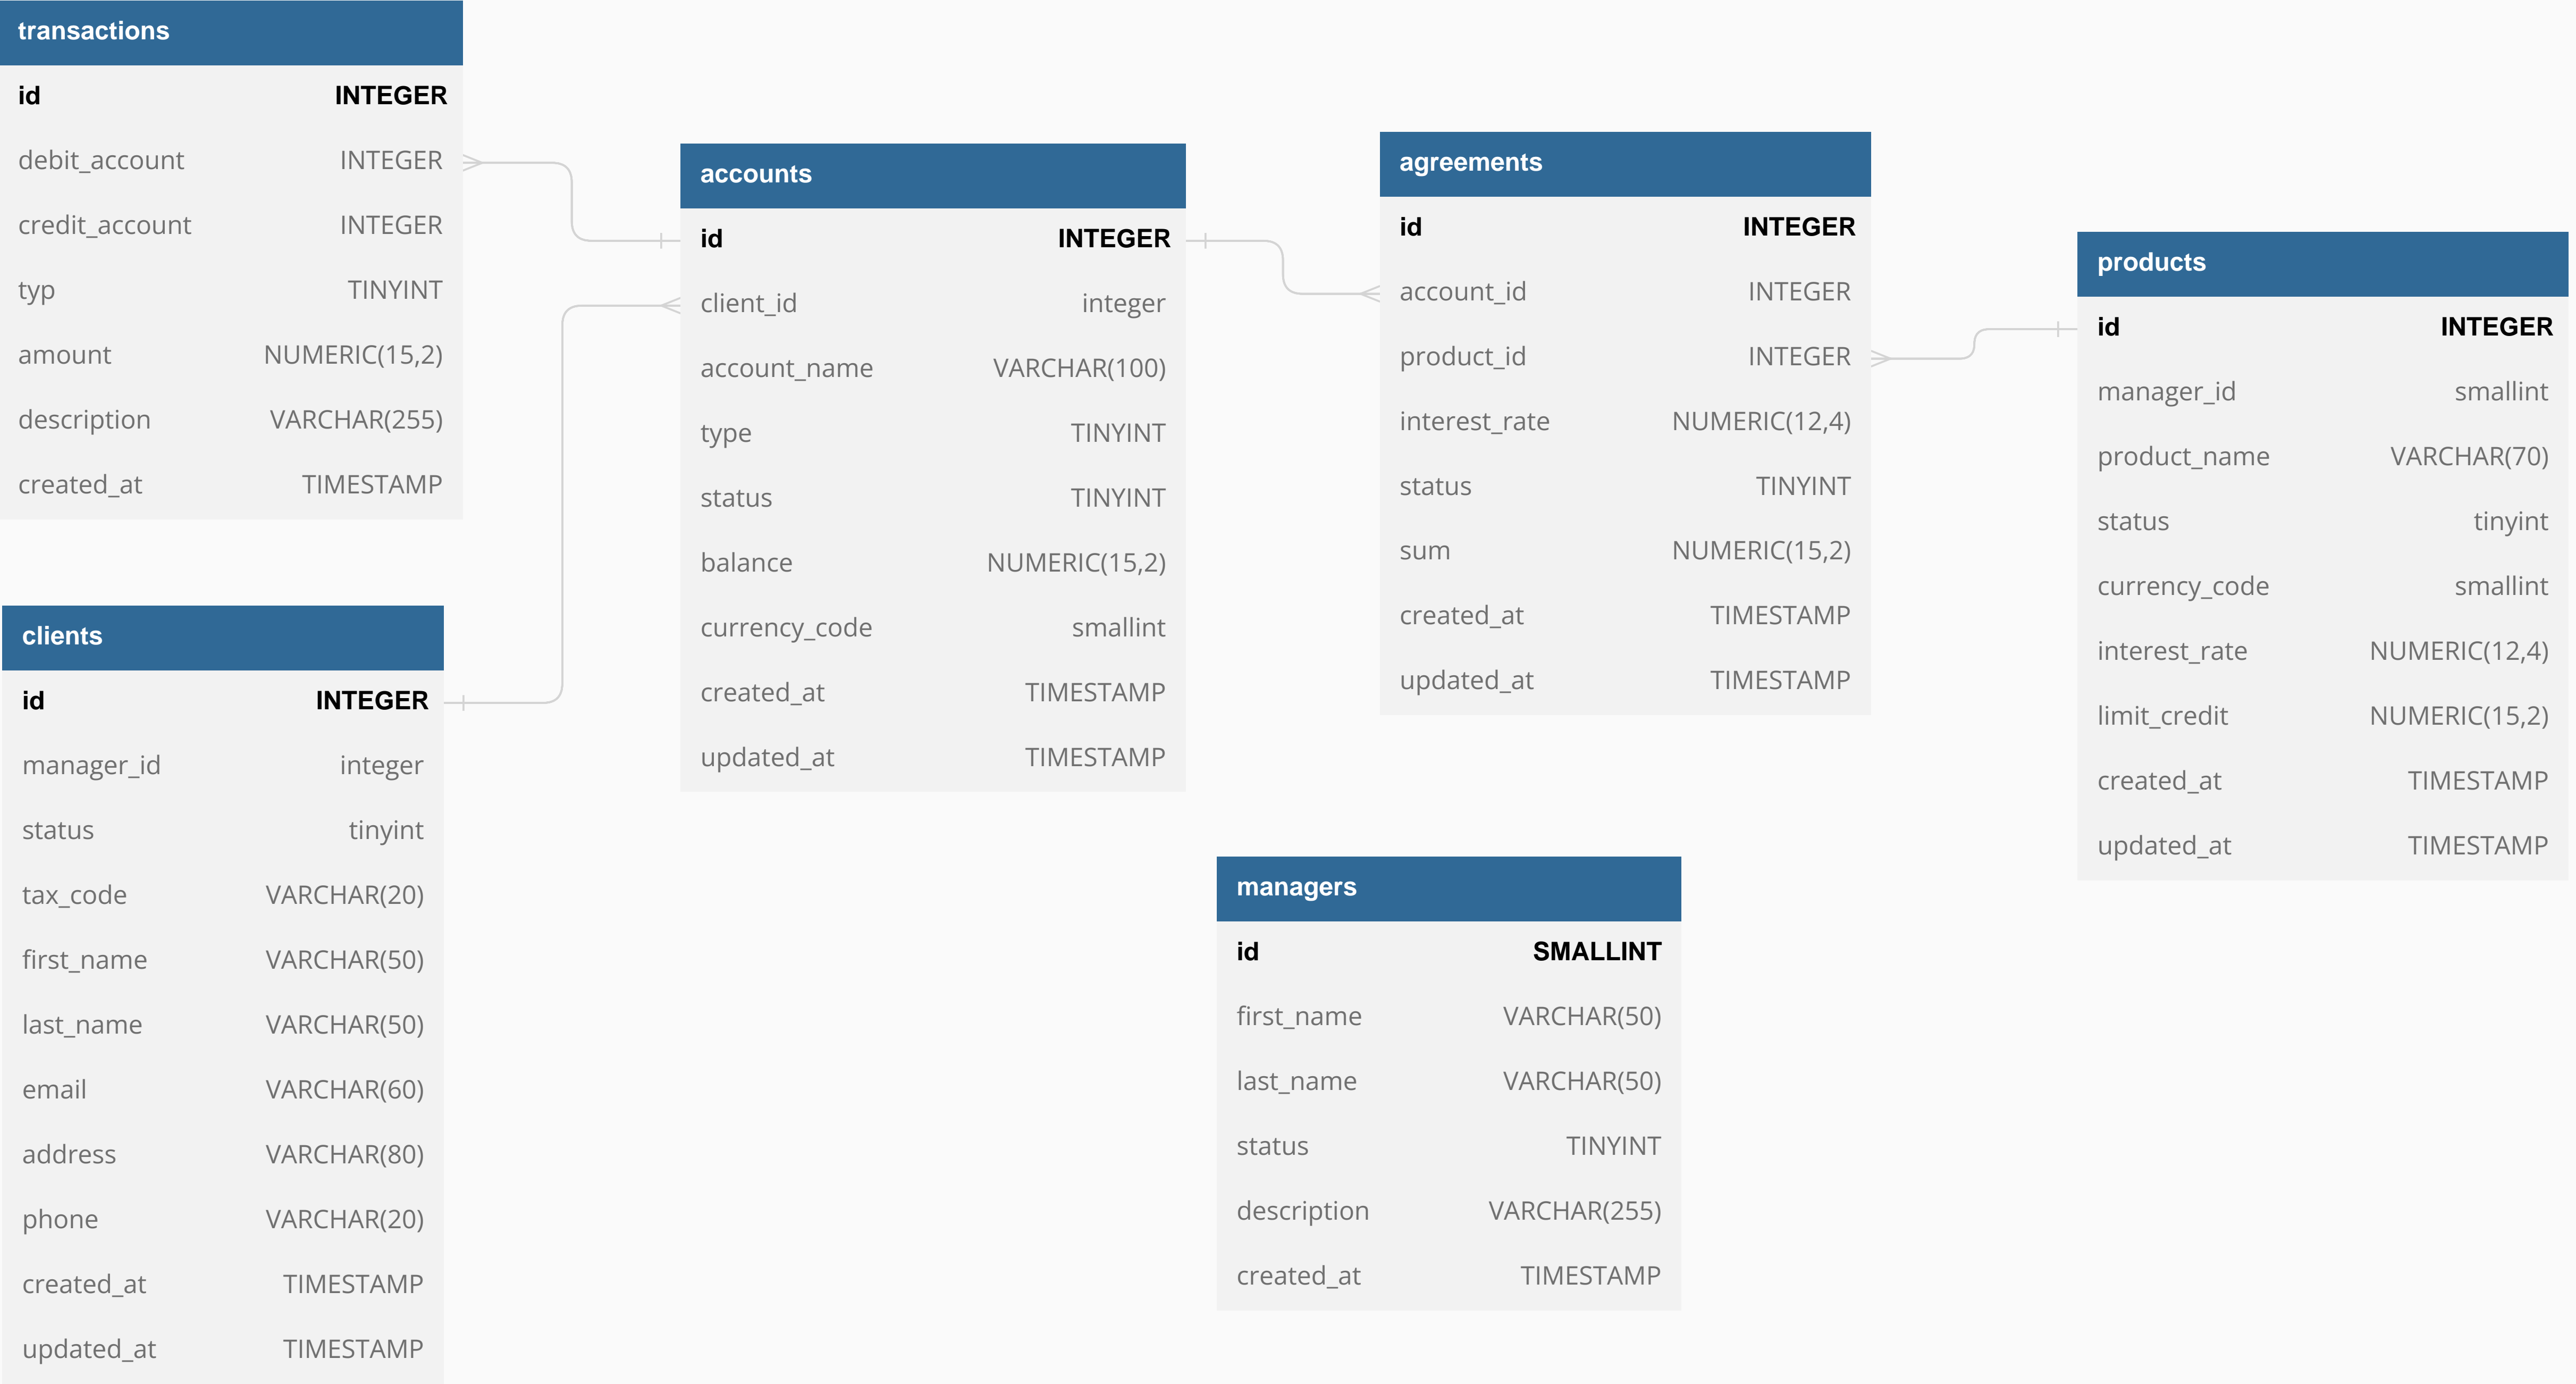 transactions
id INTEGER
debit_account INTEGER
credit_account INTEGER
typ TINYINT
amount NUMERIC(15,2)
description VARCHAR(255)
created_at TIMESTAMP
clients
id INTEGER
manager_id integer
status tinyint
tax_code VARCHAR(20)
first_name VARCHAR(50)
last_name VARCHAR(50)
email VARCHAR(60)
address VARCHAR(80)
phone VARCHAR(20)
created_at TIMESTAMP
updated_at TIMESTAMP
accounts
id INTEGER
client_id integer
account_name VARCHAR(100)
type TINYINT
status TINYINT
balance NUMERIC(15,2)
currency_code smallint
created_at TIMESTAMP
updated_at TIMESTAMP
agreements
id INTEGER
account_id INTEGER
product_id INTEGER
interest_rate NUMERIC(12,4)
status TINYINT
sum NUMERIC(15,2)
created_at TIMESTAMP
updated_at TIMESTAMP
managers
id SMALLINT
first_name VARCHAR(50)
last_name VARCHAR(50)
status TINYINT
description VARCHAR(255)
created_at TIMESTAMP
products
id INTEGER
manager_id smallint
product_name VARCHAR(70)
status tinyint
currency_code smallint
interest_rate NUMERIC(12,4)
limit_credit NUMERIC(15,2)
created_at TIMESTAMP
updated_at TIMESTAMP